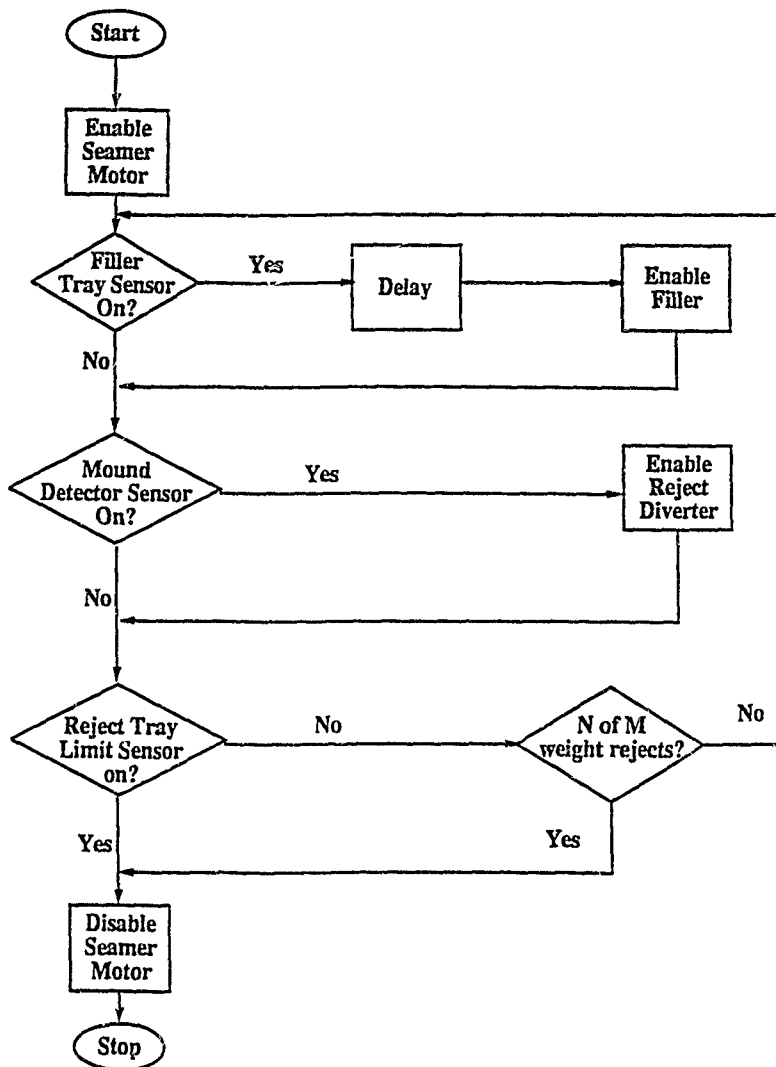 Start
Enable
Seamer
Motor
Filler
Tray Sensor
On?
Yes
Delay
Enable
Filler
No
Mound
Detector Sensor
On?
Yes
Enable
Reject
Diverter
No
Reject Tray
Limit Sensor
on?
No
N of M
weight rejects?
No
Yes
Yes
Disable
Seamer
Motor
Stop